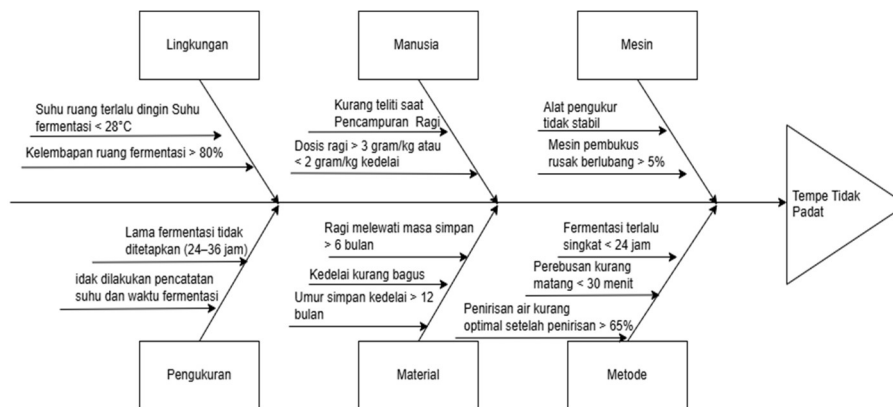 Lingkungan
Manusia
Mesin
Suhu ruang terlalu dingin Suhu
fermentasi < 28°C
Kelembapan ruang fermentasi > 80%
Kurang teliti saat
Pencampuran Ragi
Dosis ragi > 3 gram/kg atau
< 2 gram/kg kedelai
Alat pengukur
tidak stabil
Mesin pembukus
rusak berlubang > 5%
Tempe Tidak
Padat
Lama fermentasi tidak
ditetapkan (24–36 jam)
idak dilakukan pencatatan
suhu dan waktu fermentasi
Ragi melewati masa simpan
> 6 bulan
Kedelai kurang bagus
Umur simpan kedelai > 12
bulan
Fermentasi terlalu
singkat < 24 jam
Perebusan kurang
matang < 30 menit
Penirisan air kurang
optimal setelah penirisan > 65%
Pengukuran
Material
Metode